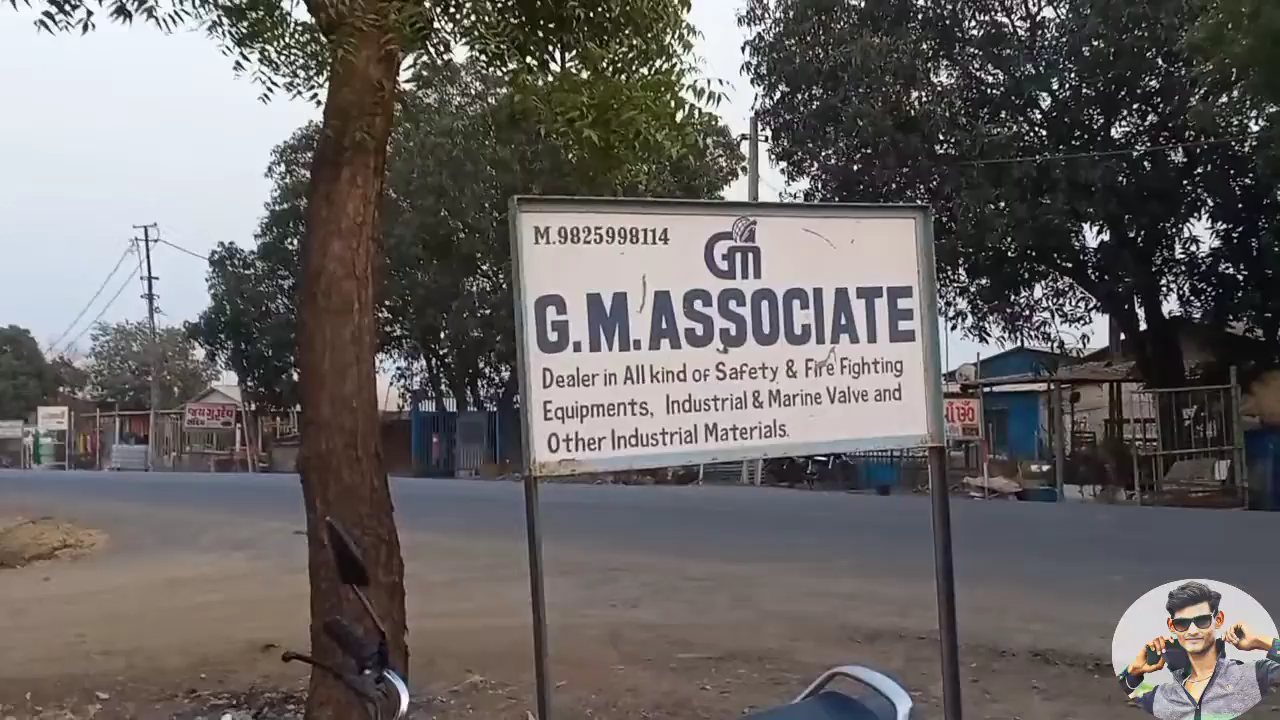 M.9825998114
Gm
G.M.ASSOCIATE
Dealer in All kind of Safety & Fire Fighting
Equipments, Industrial & Marine Valve and
Other Industrial Materials.
જય ગુરૂદેવ